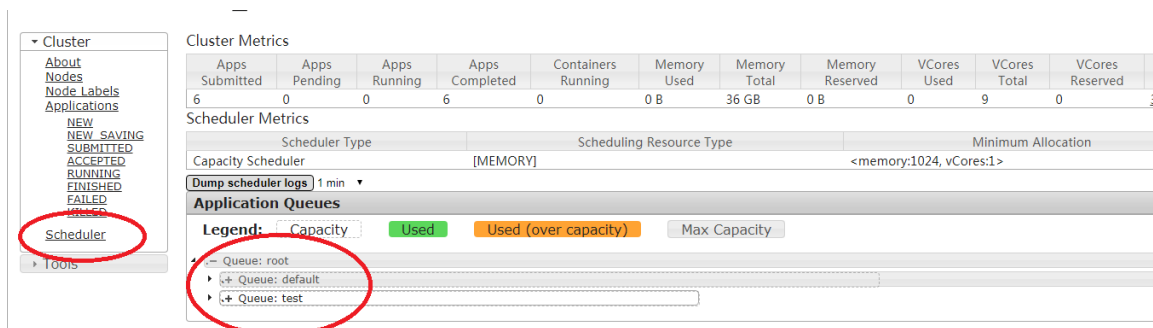 Cluster
About
Nodes
Node Labels
Applications
NEW
NEW_SAVING
SUBMITTED
ACCEPTED
RUNNING
FINISHED
FAILED
KILLED
Scheduler
Tools
Cluster Metrics
Apps Submitted Apps Pending Apps Running Apps Completed Containers Running Memory Used Memory Total Memory Reserved VCores Used VCores Total VCores Reserved
6 0 0 6 0 0 B 36 GB 0 B 0 9 0
Scheduler Metrics
Scheduler Type Scheduling Resource Type Minimum Allocation
Capacity Scheduler [MEMORY] <memory:1024, vCores:1>
Dump scheduler logs 1 min
Application Queues
Legend: Capacity Used Used (over capacity) Max Capacity
Queue: root
+ Queue: default
+ Queue: test